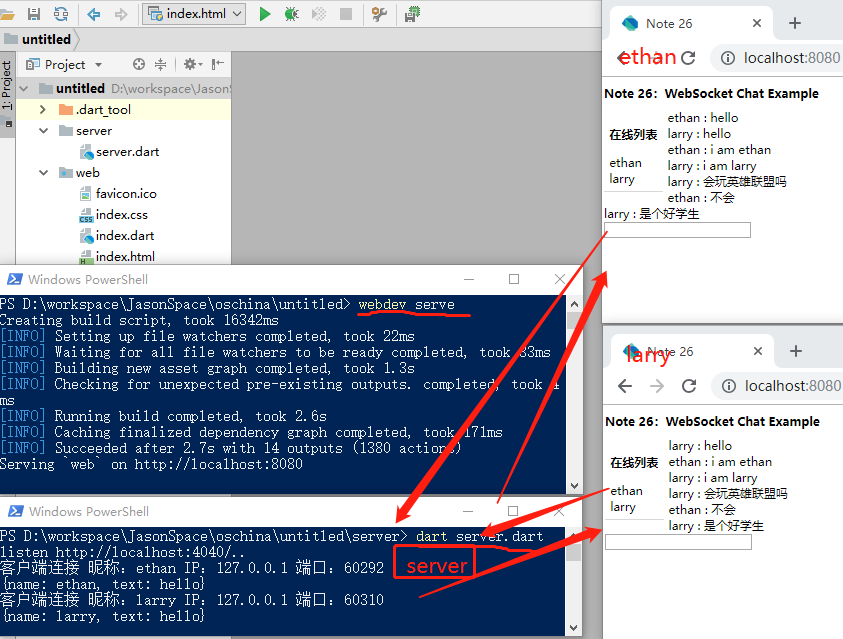 index.html
untitled
1: Project
Project
untitled D:\workspace\JasonS
.dart_tool
server
server.dart
web
favicon.ico
index.css
index.dart
index.html
Windows PowerShell
PS D:\workspace\JasonSpace\oschina\untitled> webdev serve
Creating build script, took 16342ms
[INFO] Setting up file watchers completed, took 22ms
[INFO] Waiting for all file watchers to be ready completed, took 83ms
[INFO] Building new asset graph completed, took 1.3s
[INFO] Checking for unexpected pre-existing outputs. completed, took 4
ms
[INFO] Running build completed, took 2.6s
[INFO] Caching finalized dependency graph completed, took 171ms
[INFO] Succeeded after 2.7s with 14 outputs (1380 actions)
Serving `web` on http://localhost:8080
Windows PowerShell
PS D:\workspace\JasonSpace\oschina\untitled\server> dart server.dart
listen http://localhost:4040/..
客户端连接 昵称：ethan IP：127.0.0.1 端口：60292
{name: ethan, text: hello}
客户端连接 昵称：larry IP：127.0.0.1 端口：60310
{name: larry, text: hello}
server
Note 26
ethan
localhost:8080
Note 26：WebSocket Chat Example
在线列表
ethan
larry
ethan : hello
larry : hello
ethan : i am ethan
larry : i am larry
larry : 会玩英雄联盟吗
ethan : 不会
larry : 是个好学生
Note 26
larry
localhost:8080
Note 26：WebSocket Chat Example
在线列表
ethan
larry
larry : hello
ethan : i am ethan
larry : i am larry
larry : 会玩英雄联盟吗
ethan : 不会
larry : 是个好学生